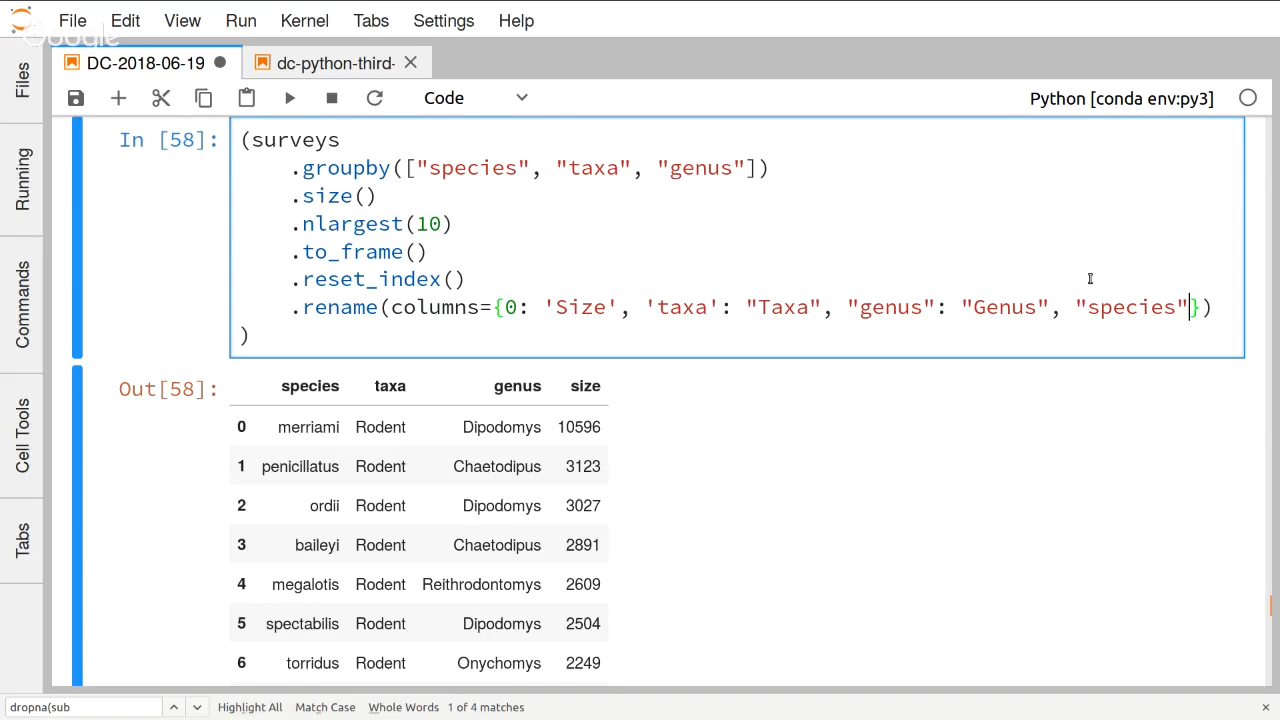 File Edit View Run Kernel Tabs Settings Help
Google
DC-2018-06-19 dc-python-third-
Code Python [conda env:py3]
Files
Running
Commands
Cell Tools
Tabs
In [58]: (surveys
.groupby(["species", "taxa", "genus"])
.size()
.nlargest(10)
.to_frame()
.reset_index()
.rename(columns={0: 'Size', 'taxa': "Taxa", "genus": "Genus", "species"})
)
Out[58]: species taxa genus size
0 merriami Rodent Dipodomys 10596
1 penicillatus Rodent Chaetodipus 3123
2 ordii Rodent Dipodomys 3027
3 baileyi Rodent Chaetodipus 2891
4 megalotis Rodent Reithrodontomys 2609
5 spectabilis Rodent Dipodomys 2504
6 torridus Rodent Onychomys 2249
dropna(sub Highlight All Match Case Whole Words 1 of 4 matches